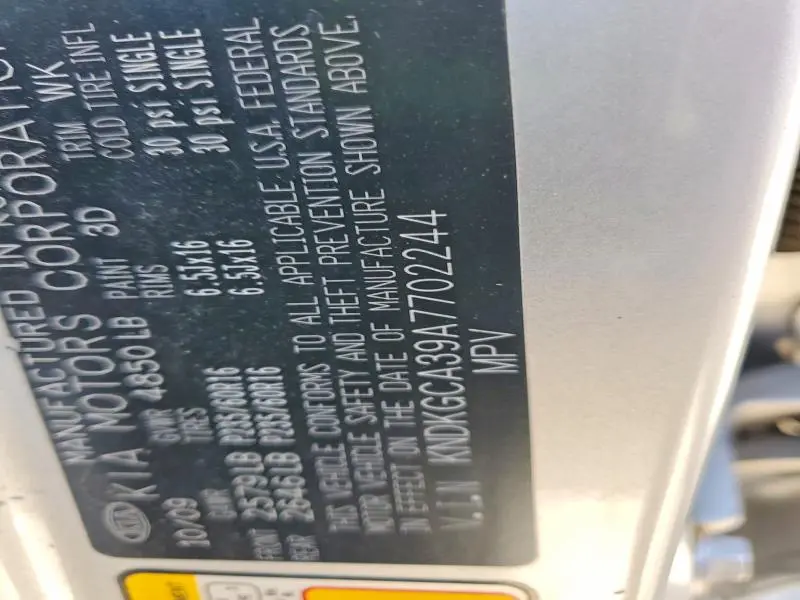 MANUFACTURED IN
KIA MOTORS CORPORATION
10/09 GVWR 4850LB PAINT 3D TRIM WK
GAWR TIRES RIMS COLD TIRE INFL
FRONT 2579LB P235/60R16 6.5Jx16 30 psi SINGLE
REAR 2646LB P235/60R16 6.5Jx16 30 psi SINGLE
THIS VEHICLE CONFORMS TO ALL APPLICABLE U.S.A. FEDERAL
MOTOR VEHICLE SAFETY AND THEFT PREVENTION STANDARDS
IN EFFECT ON THE DATE OF MANUFACTURE SHOWN ABOVE.
V.I.N KNDKGCA39A7702244
MPV